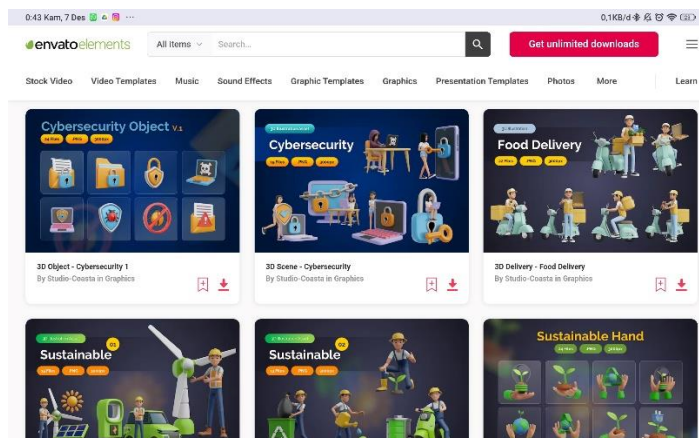 0:43 Kam, 7 Des
0,1KB/d
envatoelements
All Items
Search...
Get unlimited downloads
Stock Video
Video Templates
Music
Sound Effects
Graphic Templates
Graphics
Presentation Templates
Photos
More
Learn
Cybersecurity Object V.1
3D Object - Cybersecurity 1
By Studio-Coasta in Graphics
Cybersecurity
3D Scene - Cybersecurity
By Studio-Coasta in Graphics
Food Delivery
3D Delivery - Food Delivery
By Studio-Coasta in Graphics
Sustainable
01
Sustainable
02
Sustainable Hand